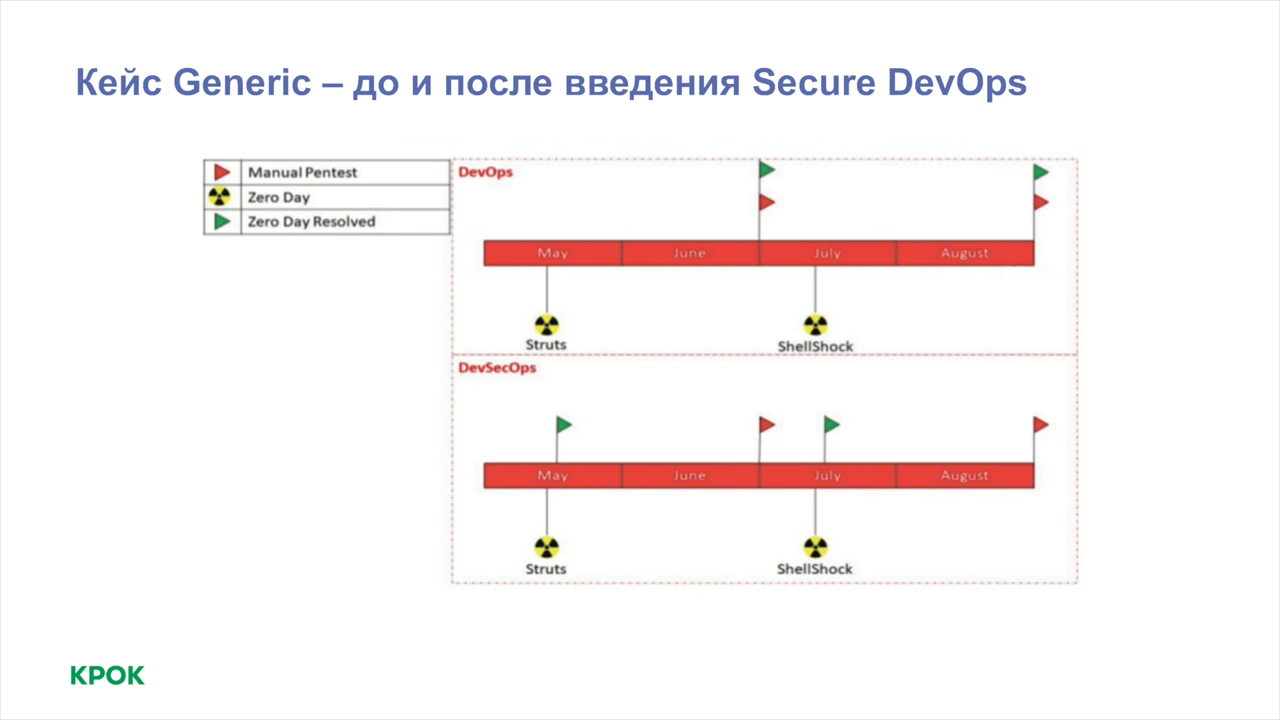 Кейс Generic – до и после введения Secure DevOps
Manual Pentest
Zero Day
Zero Day Resolved
DevOps
May June July August
Struts ShellShock
DevSecOps
May June July August
Struts ShellShock
КРОК